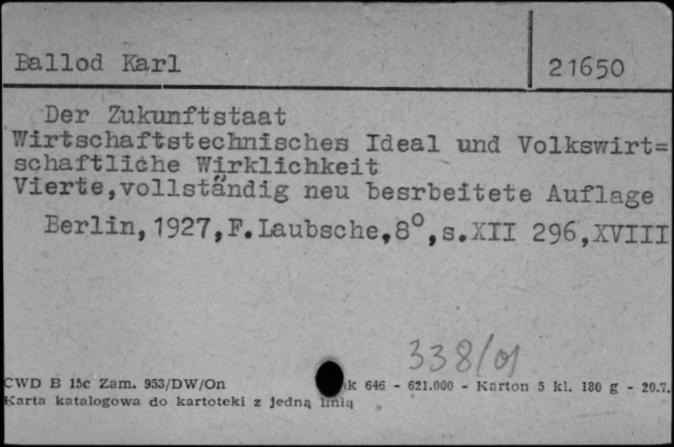 Ballod Karl
21650
Der Zukunftstaat
Wirtschaftstechnisches Ideal und Volkswirt=
schaftliche Wirklichkeit
Vierte,vollständig neu besrbeitete Auflage
Berlin,1927,F.Laubsche,8°,s.XII 296,XVIII
338/01
CWD B 15c Zam. 953/DW/On k 646 - 621.000 - Karton 5 kl. 180 g - 20.7.
Karta katalogowa do kartoteki z jedną linią